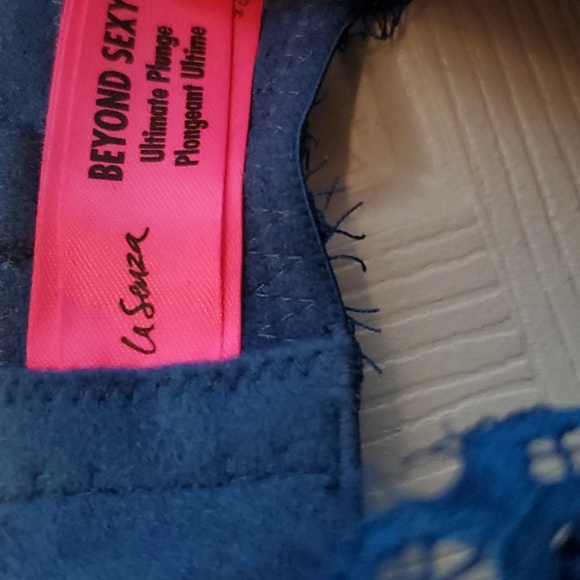 BEYOND SEXY
Ultimate Plunge
Plongeant Ultime
La Senza